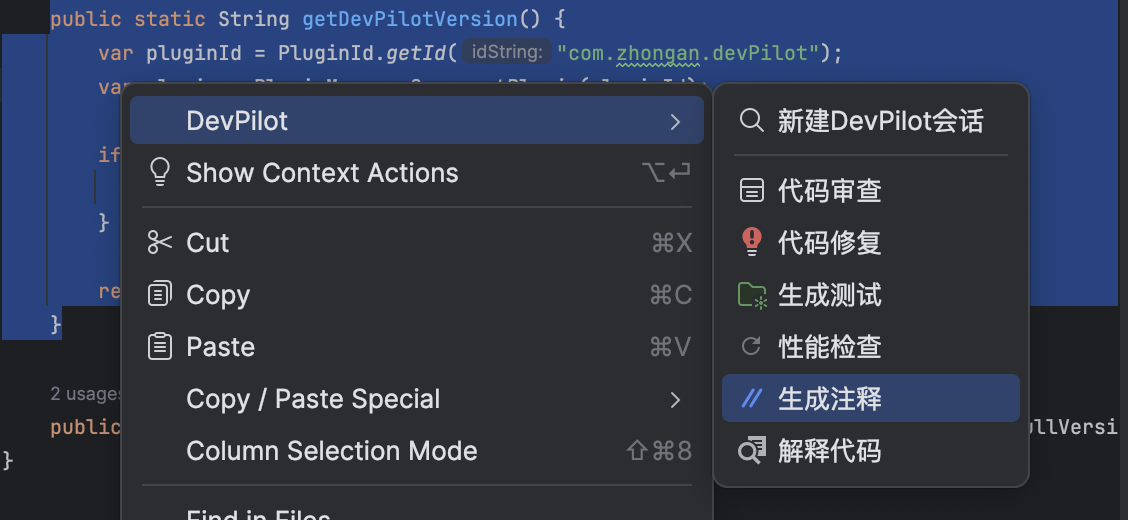 public static String getDevPilotVersion() {
var pluginId = PluginId.getId( idString: "com.zhongan.devPilot");
var
DevPilot
新建DevPilot会话
if
Show Context Actions ⌥↩
代码审查
}
Cut ⌘X
代码修复
re
Copy ⌘C
生成测试
}
Paste ⌘V
性能检查
2 usages
Copy / Paste Special
生成注释
public
ullVersi
}
Column Selection Mode ⇧⌘8
解释代码
Find in Files